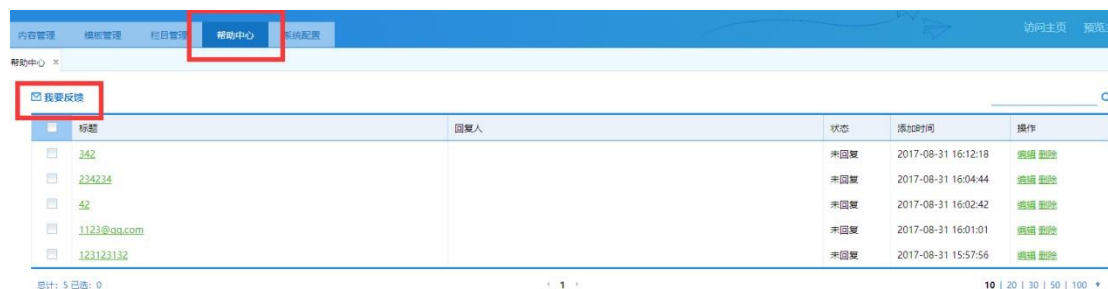 访问主页 预览
内容管理 模板管理 栏目管理 帮助中心 系统配置
帮助中心 ×
我要反馈
标题 回复人 状态 添加时间 操作
342 未回复 2017-08-31 16:12:18 编辑 删除
234234 未回复 2017-08-31 16:04:44 编辑 删除
42 未回复 2017-08-31 16:02:42 编辑 删除
1123@qq.com 未回复 2017-08-31 16:01:01 编辑 删除
123123132 未回复 2017-08-31 15:57:56 编辑 删除
总计: 5 已选: 0 ‹ 1 › 10 | 20 | 30 | 50 | 100